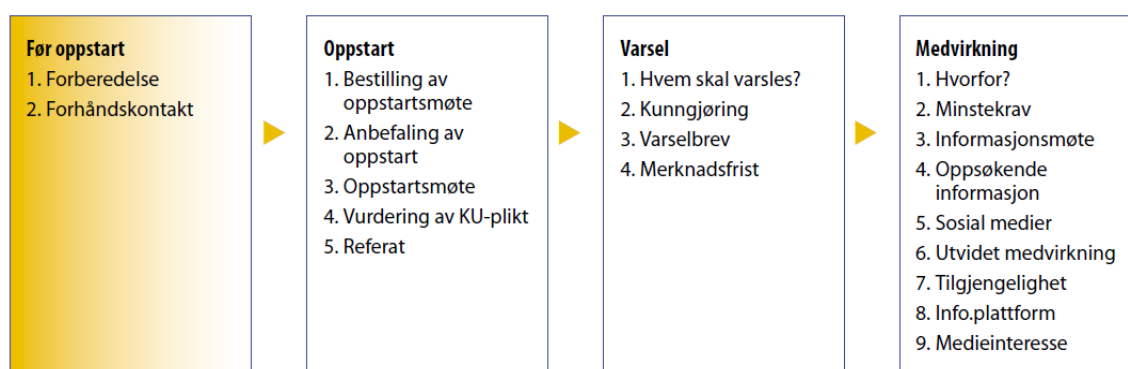 Før oppstart
1. Forberedelse
2. Forhåndskontakt
Oppstart
1. Bestilling av
oppstartsmøte
2. Anbefaling av
oppstart
3. Oppstartsmøte
4. Vurdering av KU-plikt
5. Referat
Varsel
1. Hvem skal varsles?
2. Kunngjøring
3. Varselbrev
4. Merknadsfrist
Medvirkning
1. Hvorfor?
2. Minstekrav
3. Informasjonsmøte
4. Oppsøkende
informasjon
5. Sosial medier
6. Utvidet medvirkning
7. Tilgjengelighet
8. Info.plattform
9. Medieinteresse